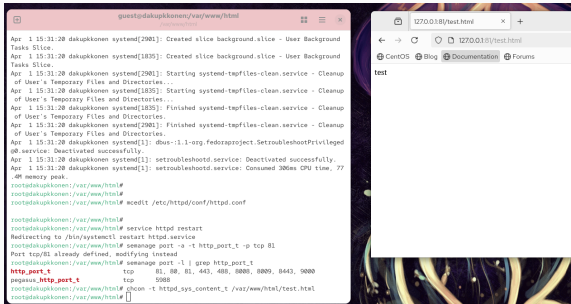 guest@dakupkkonen:/var/www/html
/var/www/html
Apr  1 15:31:20 dakupkkonen systemd[2901]: Created slice background.slice - User Background
Tasks Slice.
Apr  1 15:31:20 dakupkkonen systemd[1835]: Created slice background.slice - User Background
Tasks Slice.
Apr  1 15:31:20 dakupkkonen systemd[2901]: Starting systemd-tmpfiles-clean.service - Cleanup
of User's Temporary Files and Directories...
Apr  1 15:31:20 dakupkkonen systemd[1835]: Starting systemd-tmpfiles-clean.service - Cleanup
of User's Temporary Files and Directories...
Apr  1 15:31:20 dakupkkonen systemd[1835]: Finished systemd-tmpfiles-clean.service - Cleanup
of User's Temporary Files and Directories.
Apr  1 15:31:20 dakupkkonen systemd[2901]: Finished systemd-tmpfiles-clean.service - Cleanup
of User's Temporary Files and Directories.
Apr  1 15:31:20 dakupkkonen systemd[1]: dbus-:1.1-org.fedoraproject.SetroubleshootPrivileged
@0.service: Deactivated successfully.
Apr  1 15:31:20 dakupkkonen systemd[1]: setroubleshootd.service: Deactivated successfully.
Apr  1 15:31:20 dakupkkonen systemd[1]: setroubleshootd.service: Consumed 306ms CPU time, 77
.4M memory peak.
root@dakupkkonen:/var/www/html#
root@dakupkkonen:/var/www/html#
root@dakupkkonen:/var/www/html# mcedit /etc/httpd/conf/httpd.conf
root@dakupkkonen:/var/www/html#
root@dakupkkonen:/var/www/html# service httpd restart
Redirecting to /bin/systemctl restart httpd.service
root@dakupkkonen:/var/www/html# semanage port -a -t http_port_t -p tcp 81
Port tcp/81 already defined, modifying instead
root@dakupkkonen:/var/www/html# semanage port -l | grep http_port_t
http_port_t tcp 81, 80, 81, 443, 488, 8008, 8009, 8443, 9000
pegasus_http_port_t tcp 5988
root@dakupkkonen:/var/www/html# chcon -t httpd_sys_content_t /var/www/html/test.html
root@dakupkkonen:/var/www/html#
127.0.0.1:81/test.html
127.0.0.1:81/test.html
CentOS Blog Documentation Forums
test